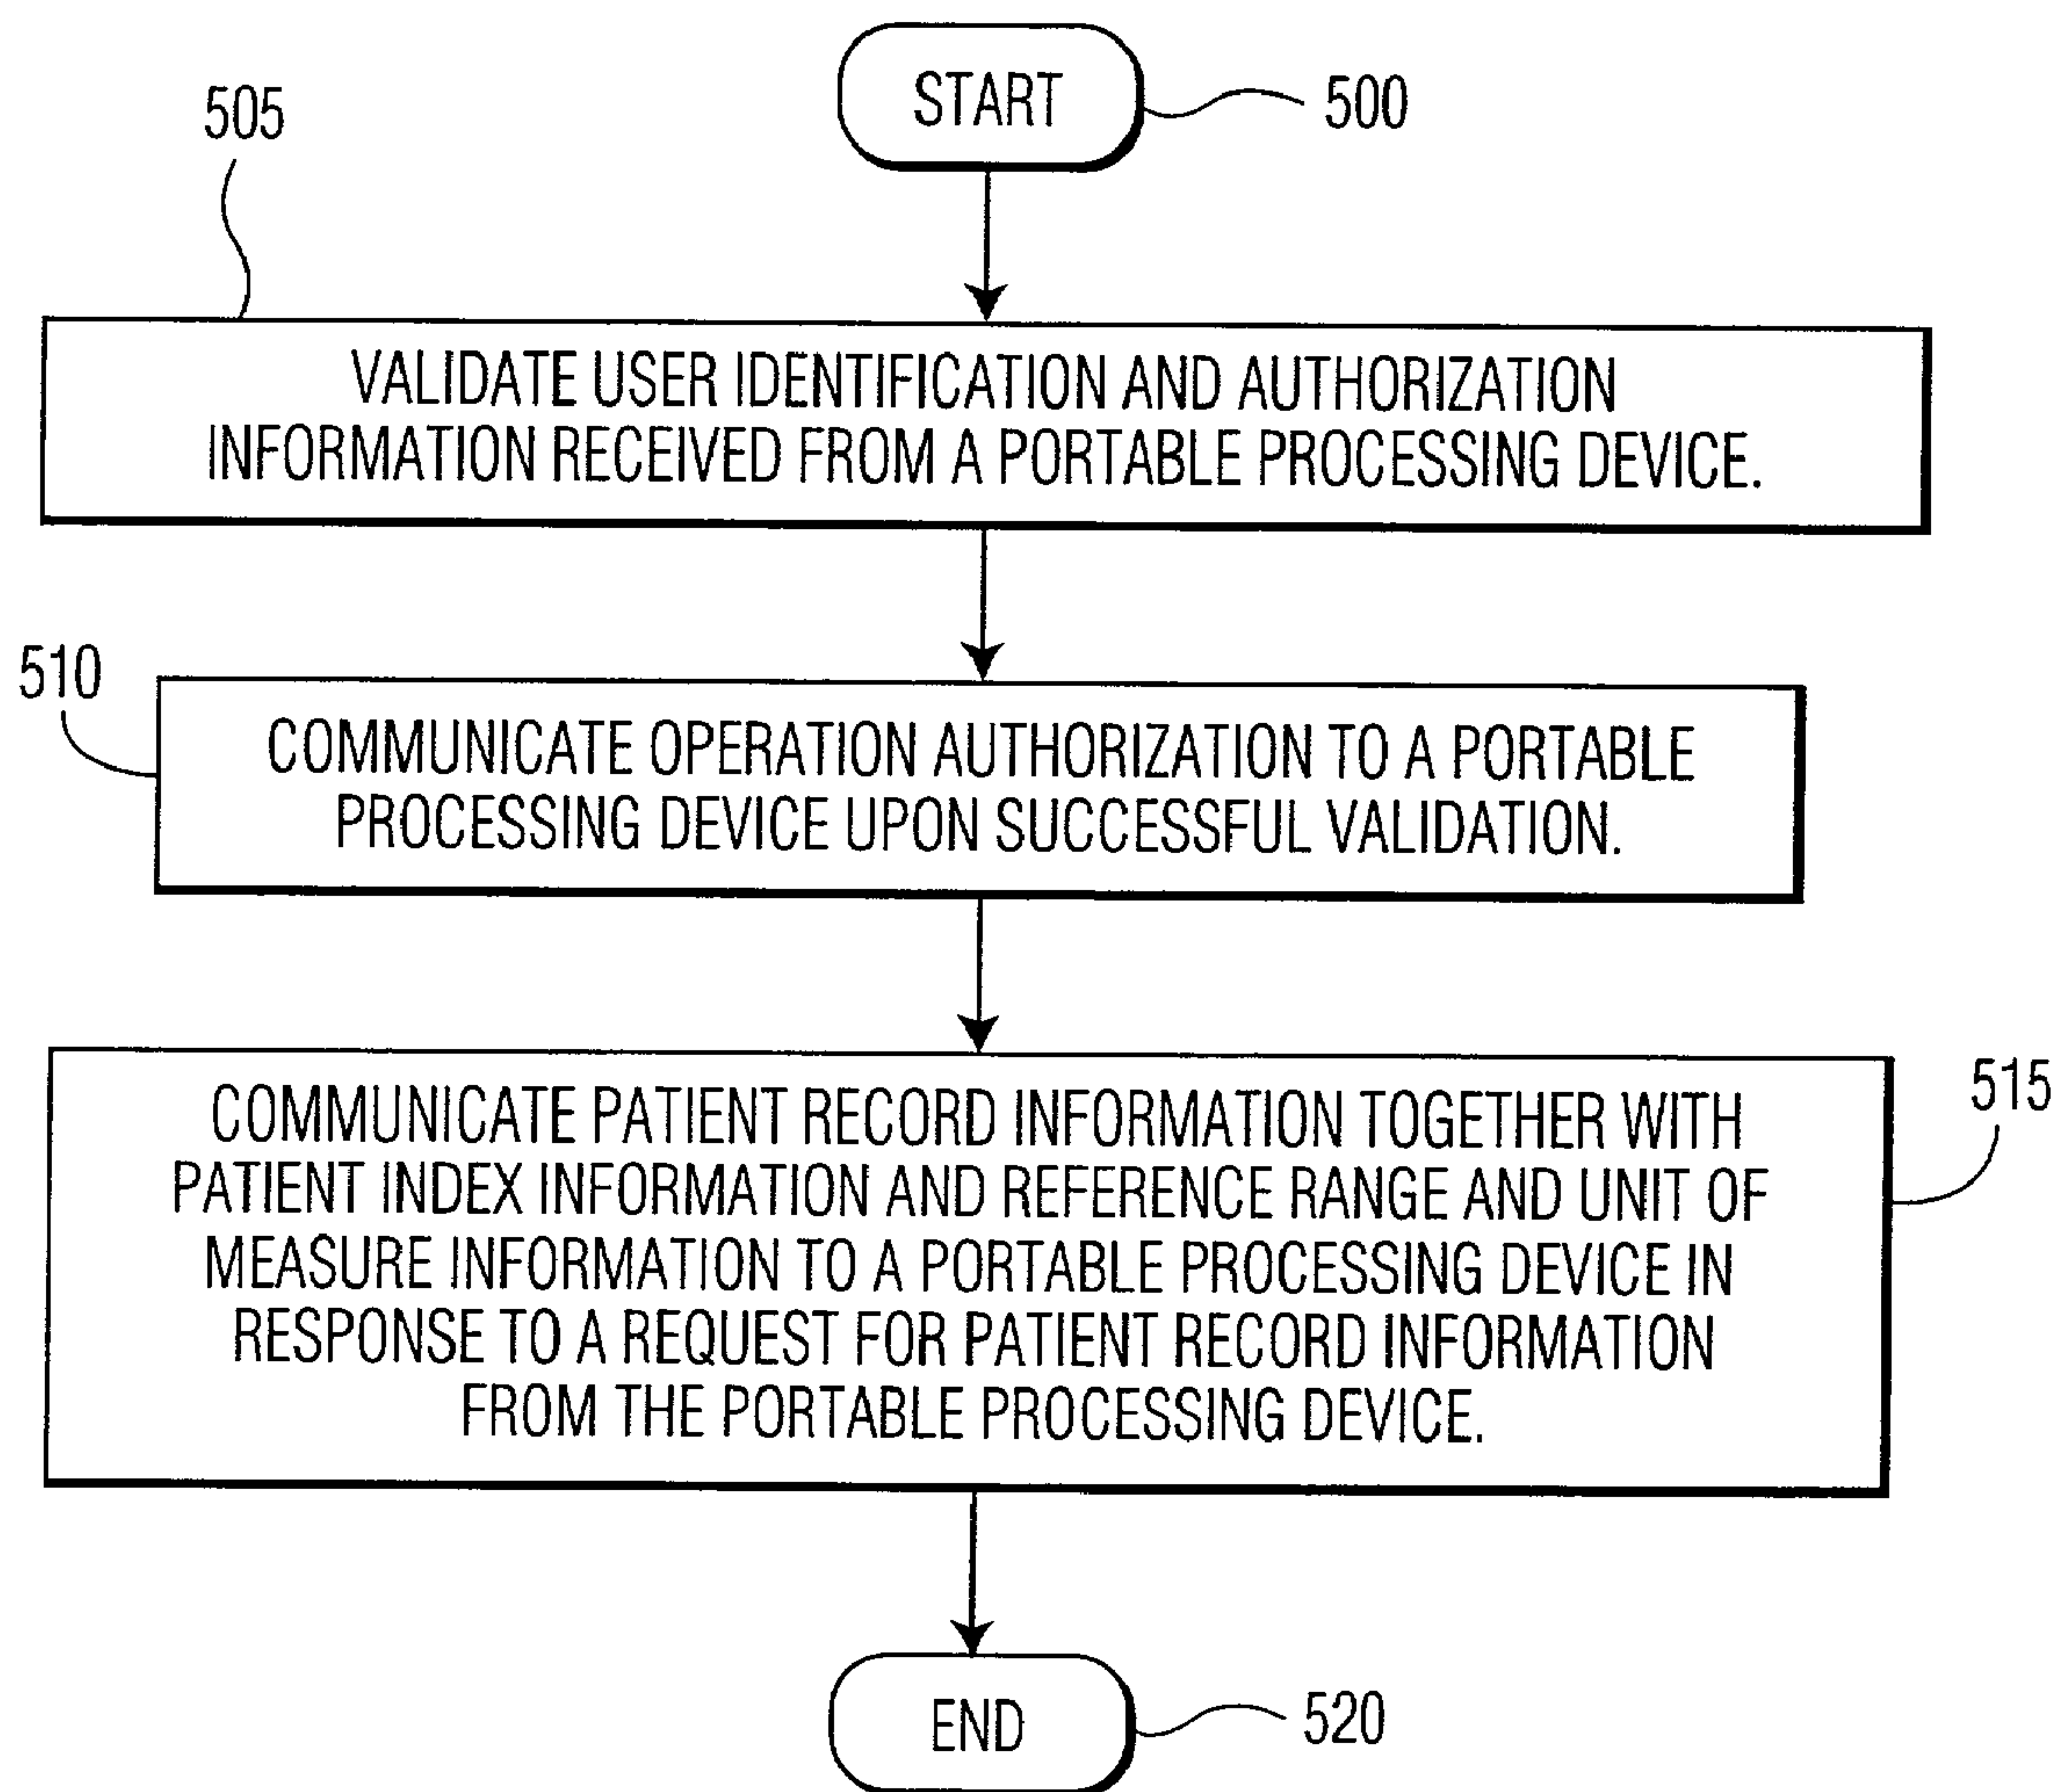 START
500
505
VALIDATE USER IDENTIFICATION AND AUTHORIZATION
INFORMATION RECEIVED FROM A PORTABLE PROCESSING DEVICE.
510
COMMUNICATE OPERATION AUTHORIZATION TO A PORTABLE
PROCESSING DEVICE UPON SUCCESSFUL VALIDATION.
515
COMMUNICATE PATIENT RECORD INFORMATION TOGETHER WITH
PATIENT INDEX INFORMATION AND REFERENCE RANGE AND UNIT OF
MEASURE INFORMATION TO A PORTABLE PROCESSING DEVICE IN
RESPONSE TO A REQUEST FOR PATIENT RECORD INFORMATION
FROM THE PORTABLE PROCESSING DEVICE.
END
520